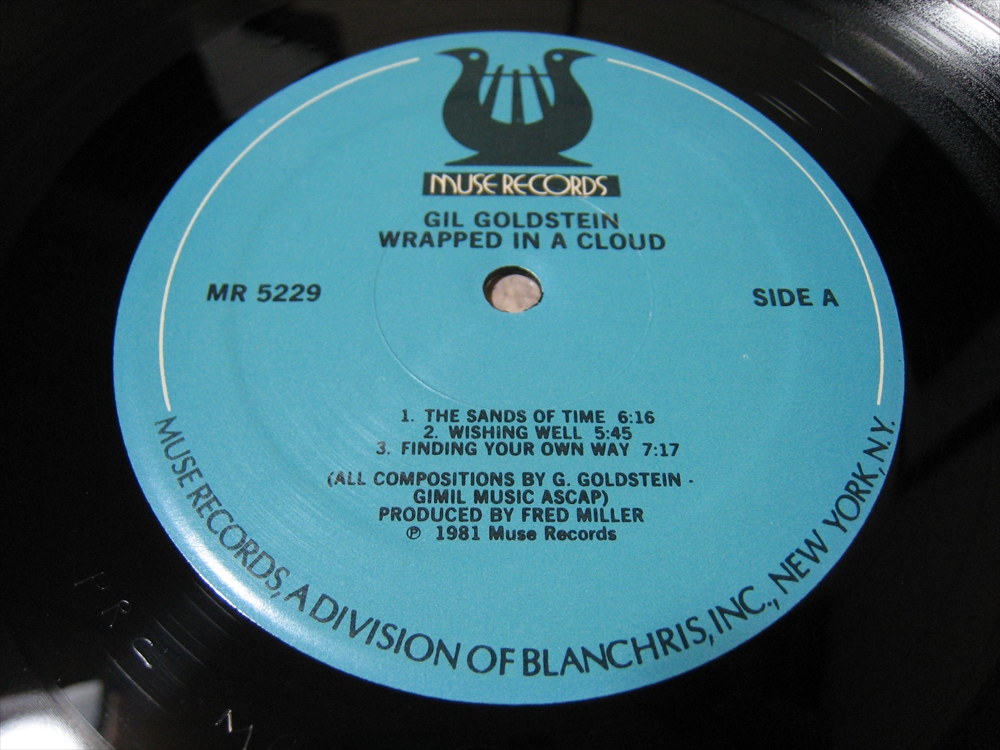 MUSE RECORDS
GIL GOLDSTEIN
WRAPPED IN A CLOUD
MR 5229
SIDE A
1. THE SANDS OF TIME 6:16
2. WISHING WELL 5:45
3. FINDING YOUR OWN WAY 7:17
(ALL COMPOSITIONS BY G. GOLDSTEIN -
GIMIL MUSIC ASCAP)
PRODUCED BY FRED MILLER
℗ 1981 Muse Records
MUSE RECORDS, A DIVISION OF BLANCHRIS, INC., NEW YORK, N.Y.